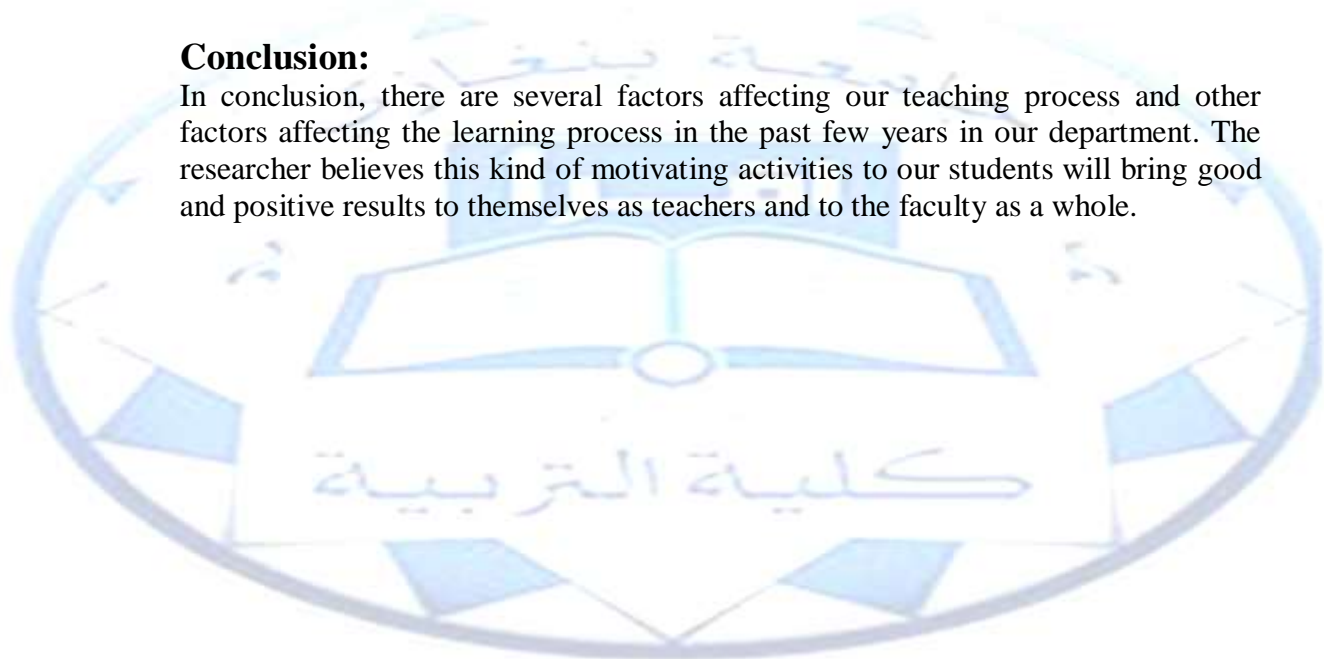 Conclusion:
In conclusion, there are several factors affecting our teaching process and other
factors affecting the learning process in the past few years in our department. The
researcher believes this kind of motivating activities to our students will bring good
and positive results to themselves as teachers and to the faculty as a whole.
جامعة بنغازي
كلية التربية